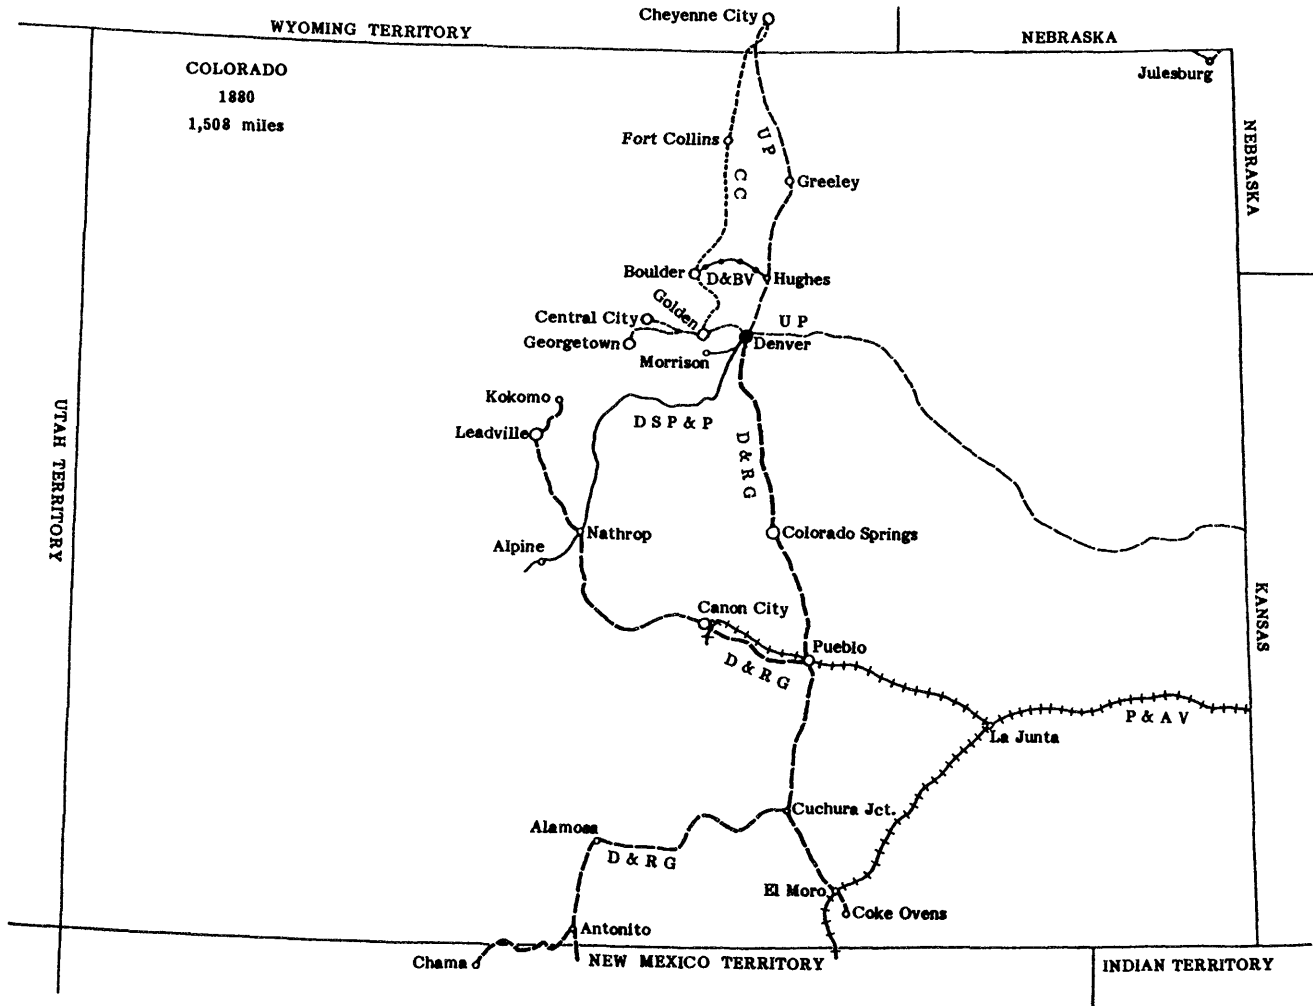 Cheyenne City
WYOMING TERRITORY
NEBRASKA
COLORADO
1880
1,508 miles
Julesburg
NEBRASKA
Fort Collins
U P
C C
Greeley
Boulder
D&BV
Hughes
Golden
Central City
U P
Georgetown
Denver
Morrison
Kokomo
D S P & P
Leadville
D & R G
UTAH TERRITORY
Nathrop
Colorado Springs
Alpine
KANSAS
Canon City
Pueblo
D & R G
P & A V
La Junta
Cuchura Jct.
Alamosa
D & R G
El Moro
Coke Ovens
Antonito
Chama
NEW MEXICO TERRITORY
INDIAN TERRITORY